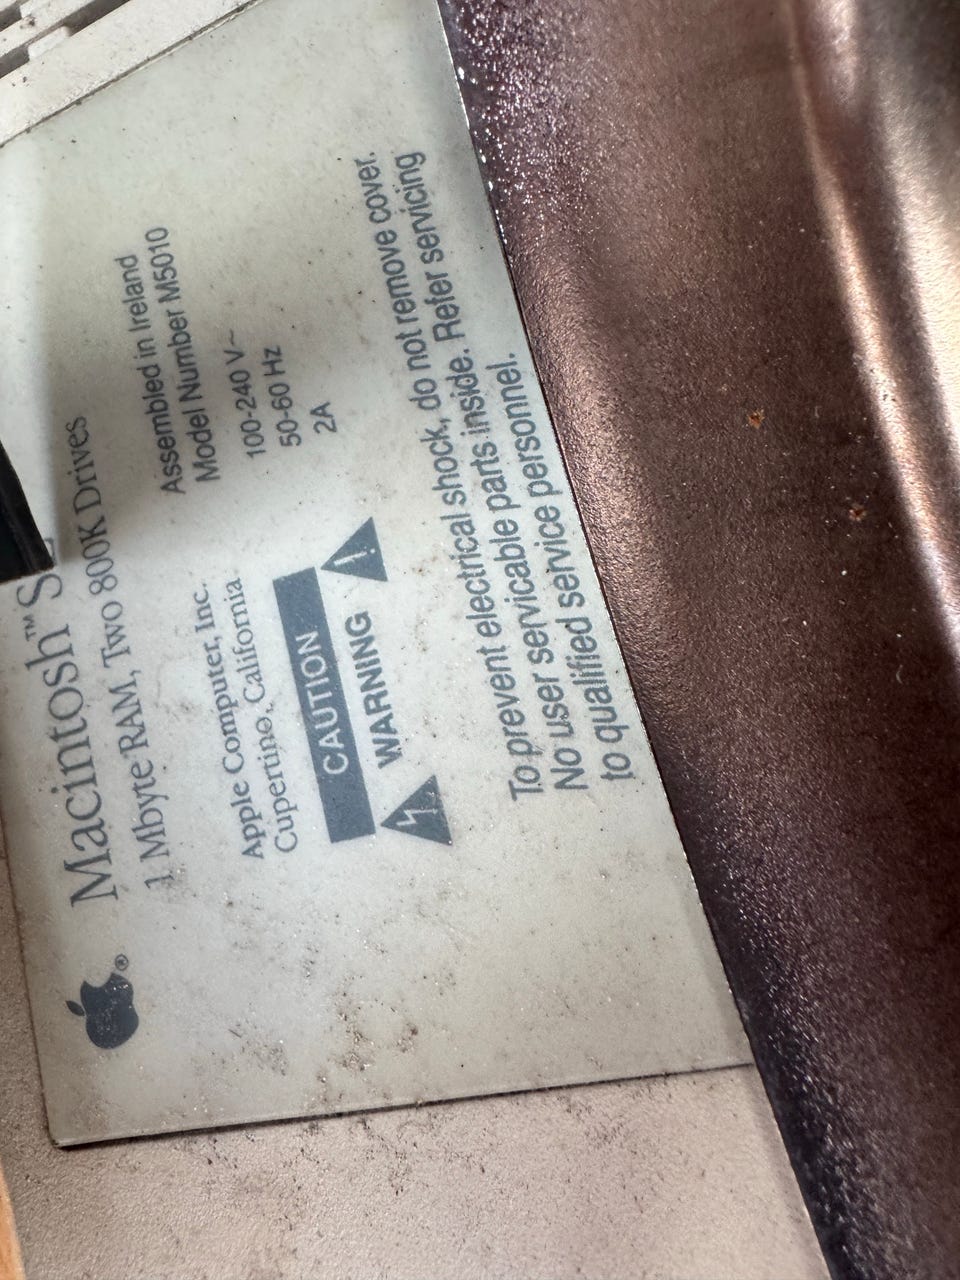 Macintosh™ S
1 Mbyte RAM, Two 800K Drives
Apple Computer, Inc.
Cupertino, California
Assembled in Ireland
Model Number M5010
100-240 V~
50-60 Hz
2A
CAUTION
WARNING
To prevent electrical shock, do not remove cover.
No user servicable parts inside. Refer servicing
to qualified service personnel.